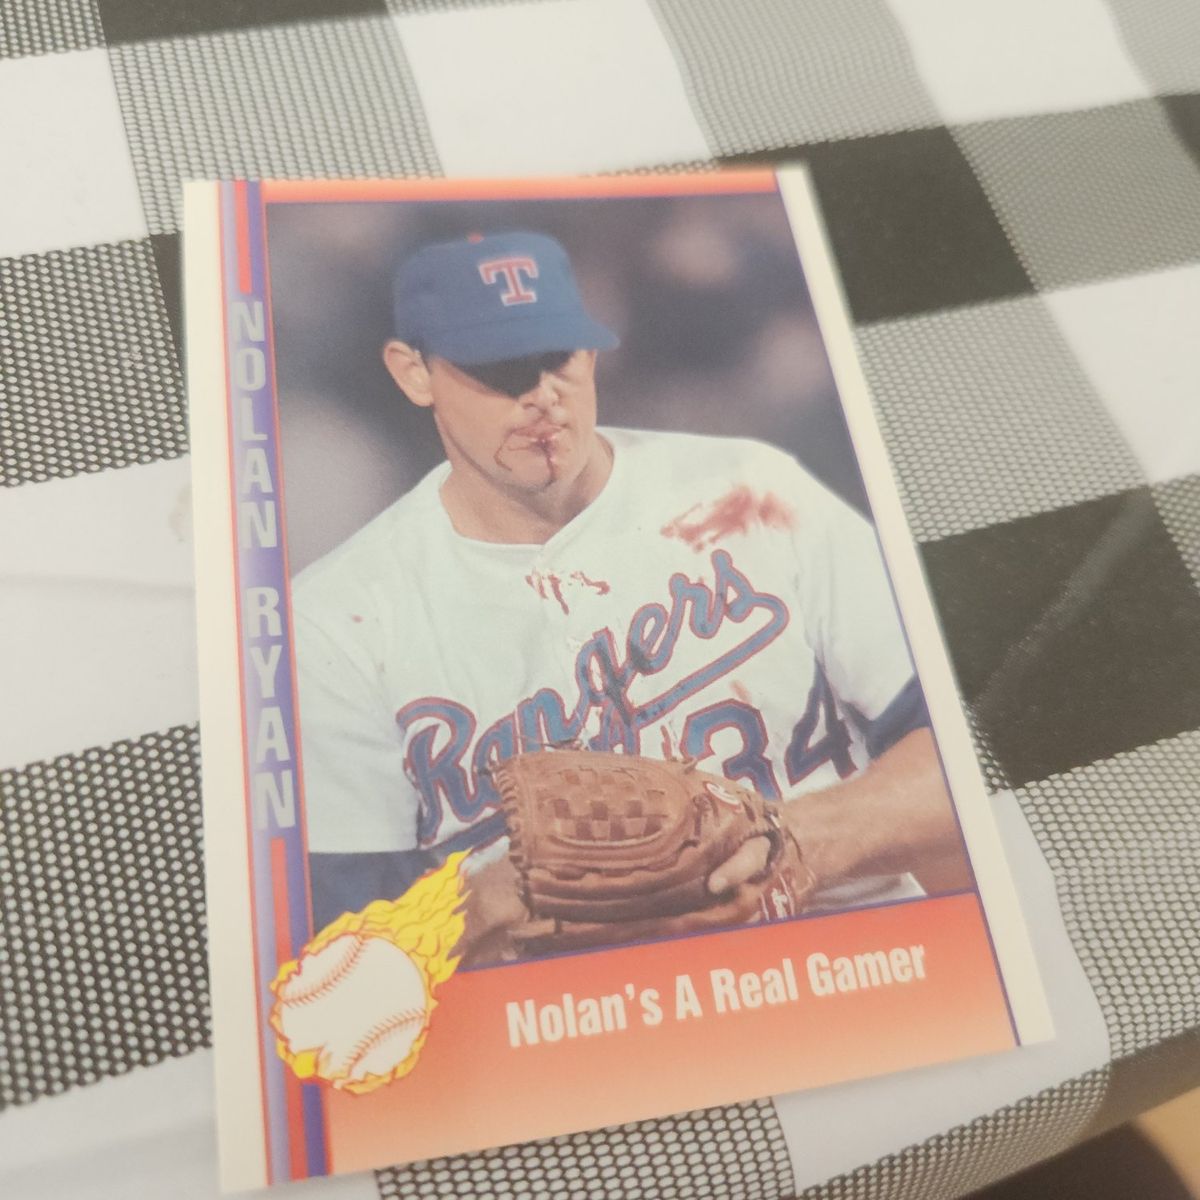 NOLAN RYAN
T
Rangers
34
Nolan's A Real Gamer